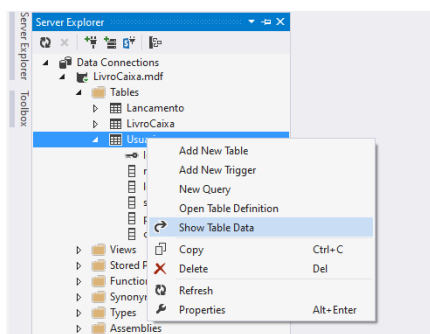 Server Explorer
Server Explorer
Toolbox
Data Connections
LivroCaixa.mdf
Tables
Lancamento
LivroCaixa
Usua
Add New Table
Add New Trigger
New Query
Open Table Definition
Show Table Data
Copy Ctrl+C
Delete Del
Refresh
Properties Alt+Enter
Views
Stored P
Function
Synonym
Types
Assemblies